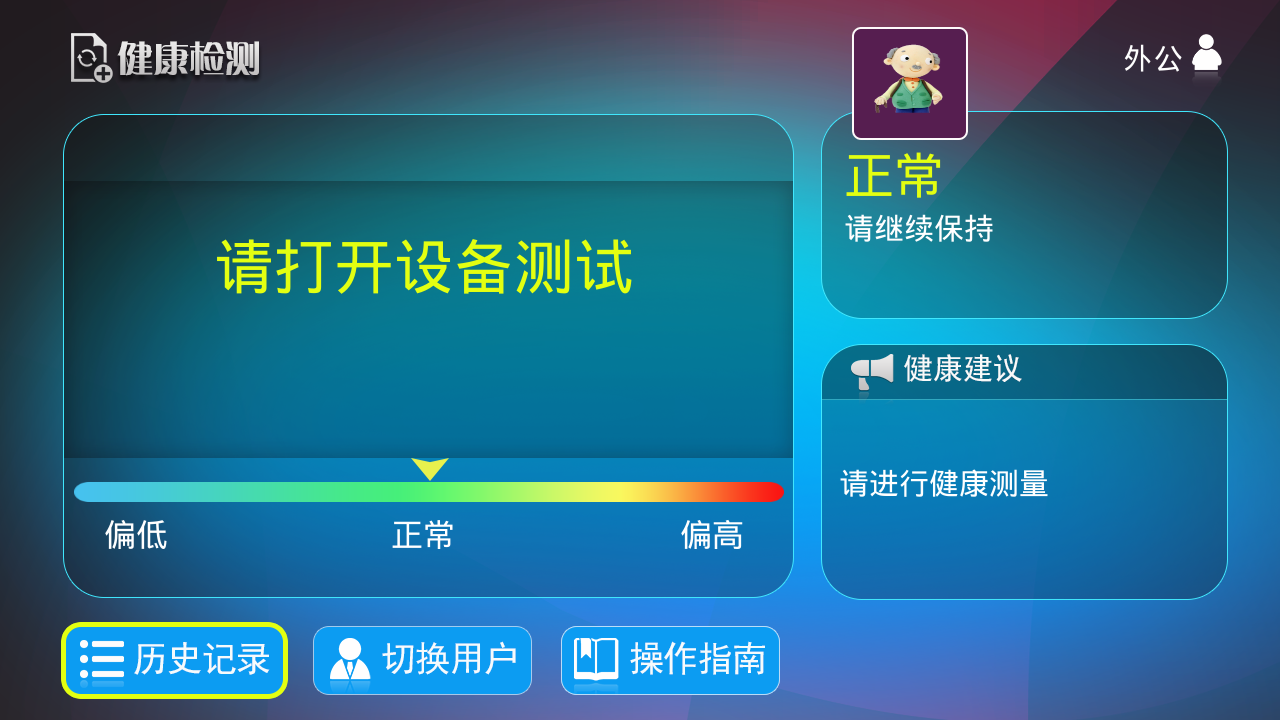 健康检测
外公
请打开设备测试
偏低
正常
偏高
正常
请继续保持
健康建议
请进行健康测量
历史记录
切换用户
操作指南